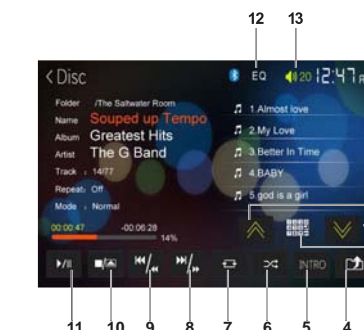 12 13
< Disc
EQ 20 12:47
Folder /The Saltwater Room
Name Souped up Tempo
Album Greatest Hits
Artist The G Band
Track : 14/77
Repeat: Off
Mode : Normal
00:00:47 -00:06:28
14%
1.Almost love
2.My Love
3.Better In Time
4.BABY
5.god is a girl
INTRO
11 10 9 8 7 6 5 4